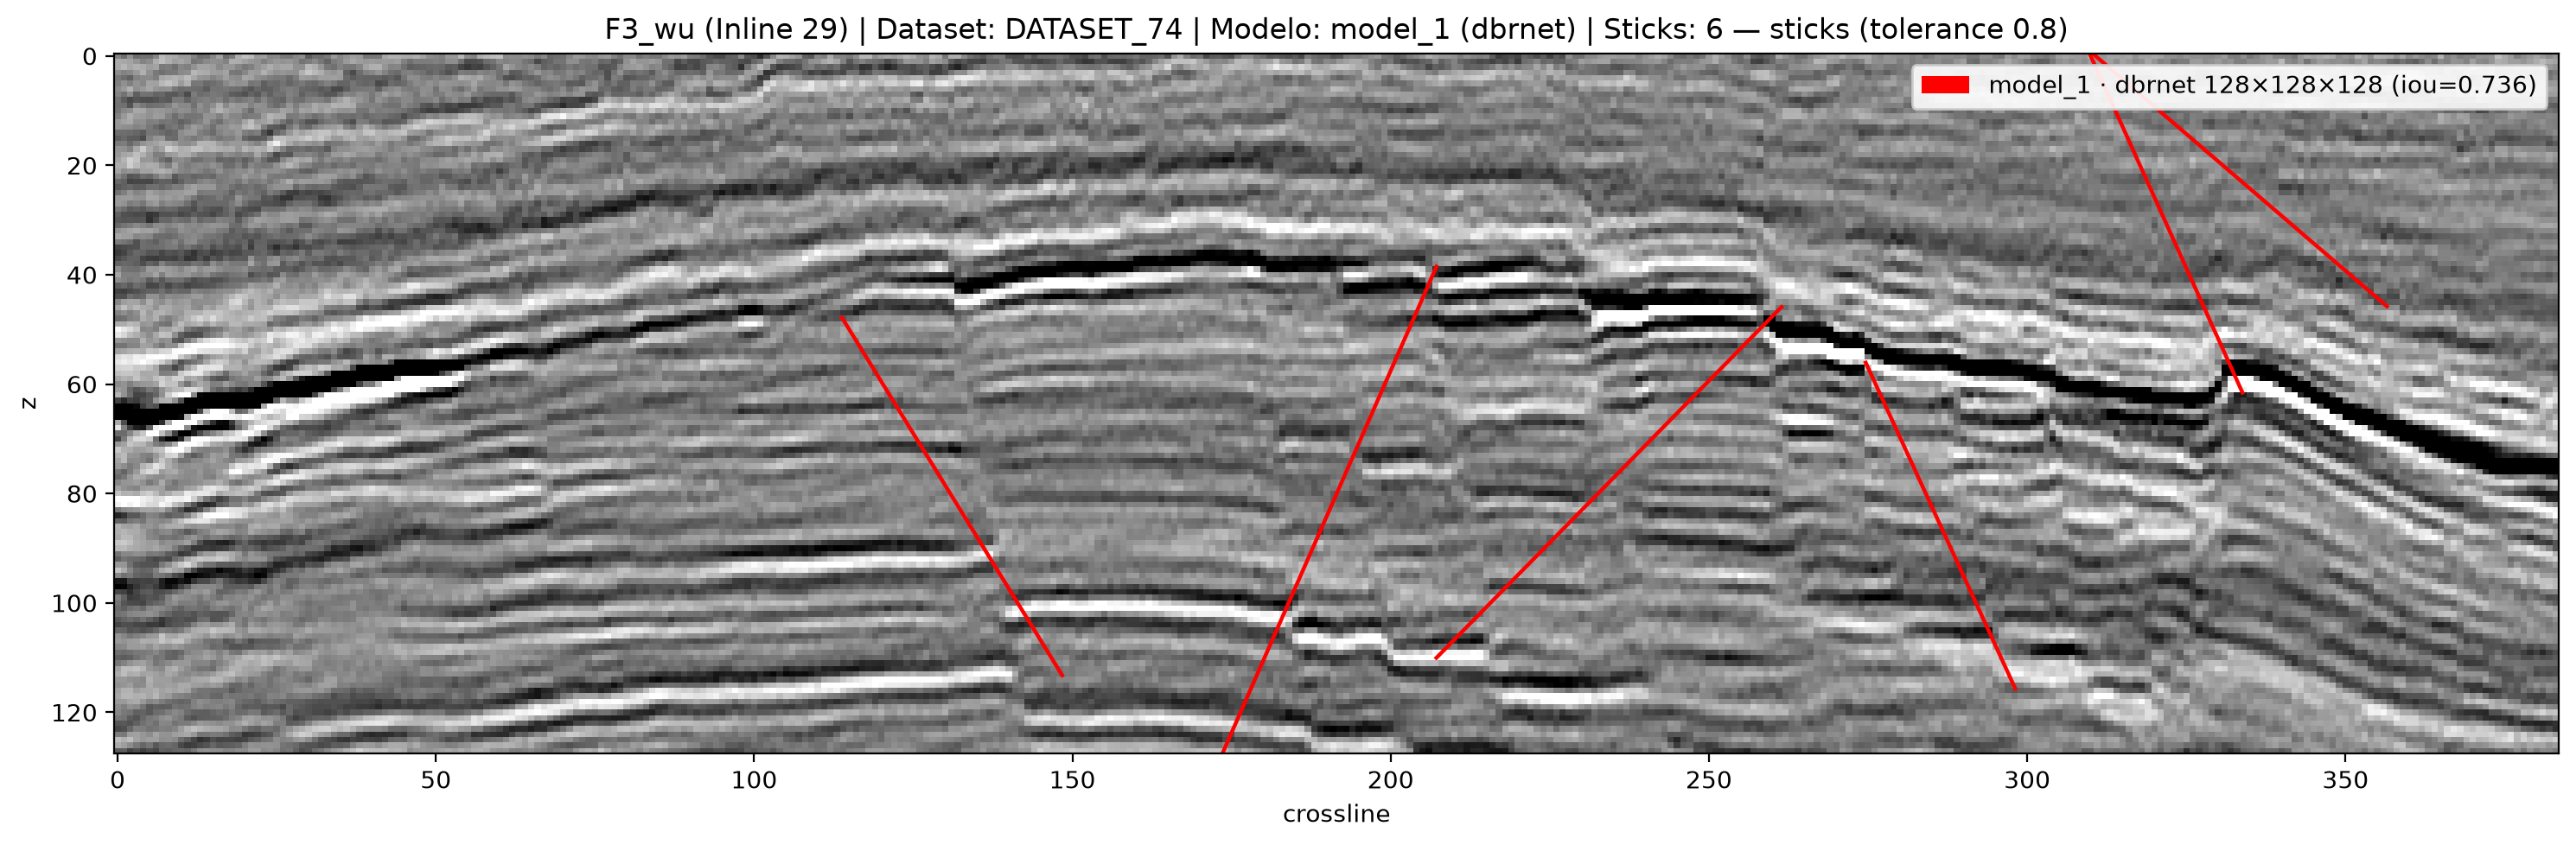 F3_wu (Inline 29) | Dataset: DATASET_74 | Modelo: model_1 (dbrnet) | Sticks: 6 — sticks (tolerance 0.8)
model_1 · dbrnet 128×128×128 (iou=0.736)
0
20
40
60
80
100
120
z
0 50 100 150 200 250 300 350
crossline